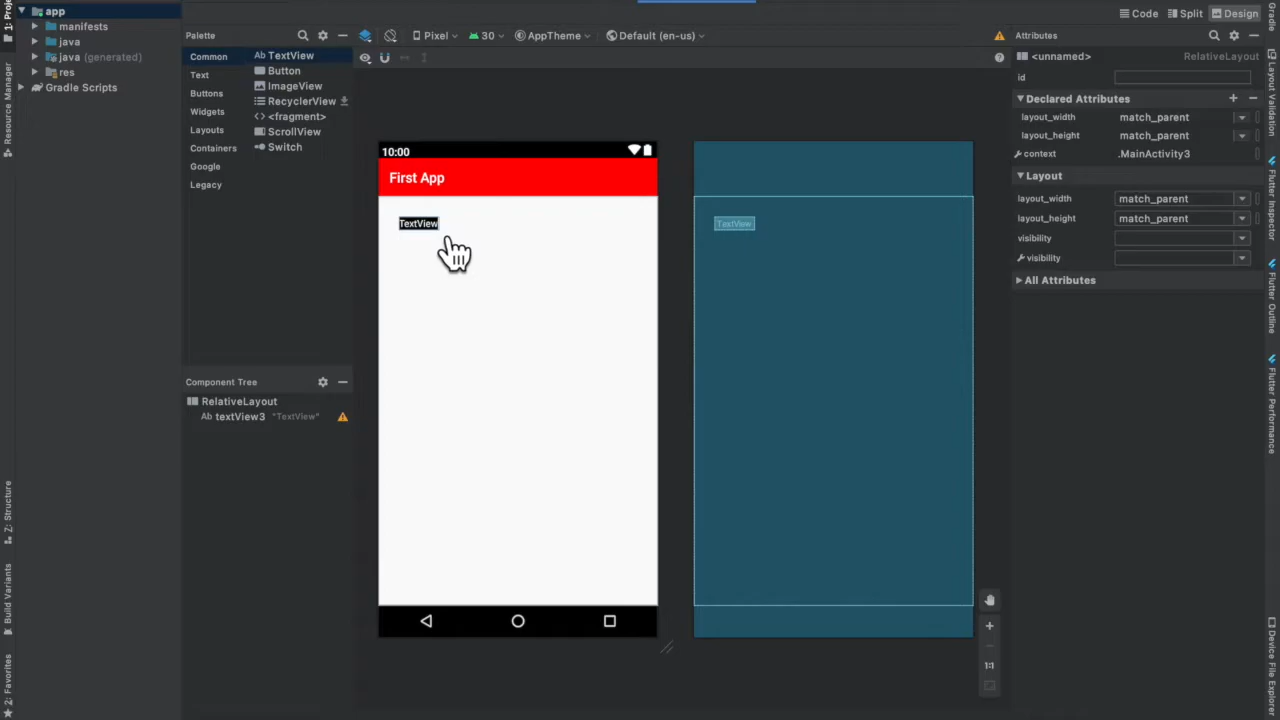 1: Proje
Resource Manager
Z: Structure
Build Variants
2: Favorites
app
manifests
java
java (generated)
res
Gradle Scripts
Palette
Common
Text
Buttons
Widgets
Layouts
Containers
Google
Legacy
Ab TextView
Button
ImageView
RecyclerView
<> <fragment>
ScrollView
Switch
Component Tree
RelativeLayout
Ab textView3 "TextView"
Pixel
30
AppTheme
Default (en-us)
10:00
First App
TextView
TextView
1:1
Code
Split
Design
Attributes
<unnamed> RelativeLayout
id
Declared Attributes
layout_width match_parent
layout_height match_parent
context .MainActivity3
Layout
layout_width match_parent
layout_height match_parent
visibility
visibility
All Attributes
Gradle
Layout Validation
Flutter Inspector
Flutter Outline
Flutter Performance
Device File Explorer